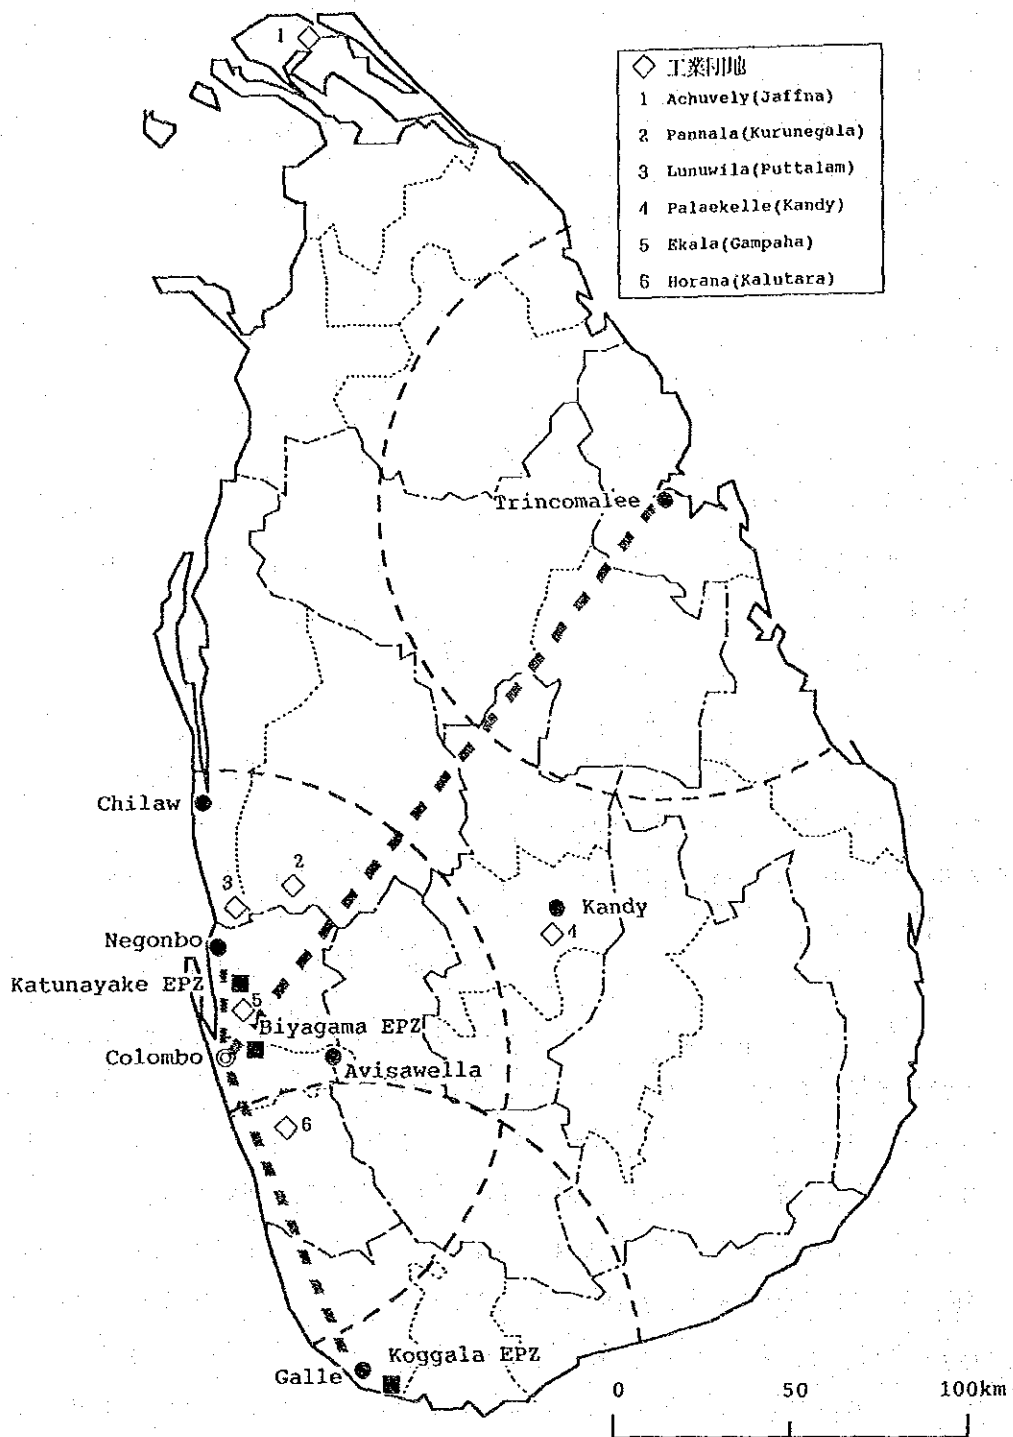 ◇ 工業団地
1 Achuvely(Jaffna)
2 Pannala(Kurunegala)
3 Lunuwila(Puttalam)
4 Palaekelle(Kandy)
5 Ekala(Gampaha)
6 Horana(Kalutara)
1
Trincomalee
Chilaw
2
3
Kandy
4
Negonbo
Katunayake EPZ
5
Biyagama EPZ
Colombo
Avisawella
6
Koggala EPZ
Galle
0 50 100km